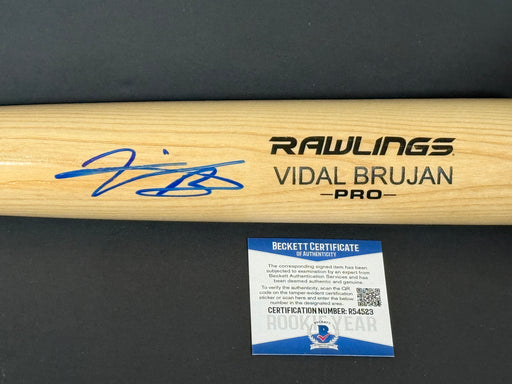 RAWLINGS
VIDAL BRUJAN
PRO
BECKETT CERTIFICATE
OF AUTHENTICITY
The corresponding signed item has been
subjected to examination by an expert from
Beckett Authentication Services and has
been deemed authentic and genuine.
To verify authenticity, please scan the QR
code on the tamper-evident certification
sticker or scan here and enter the below
number in the designated area.
CERTIFICATION NUMBER: R54523
ROOKIE YEAR
BECKETT
B